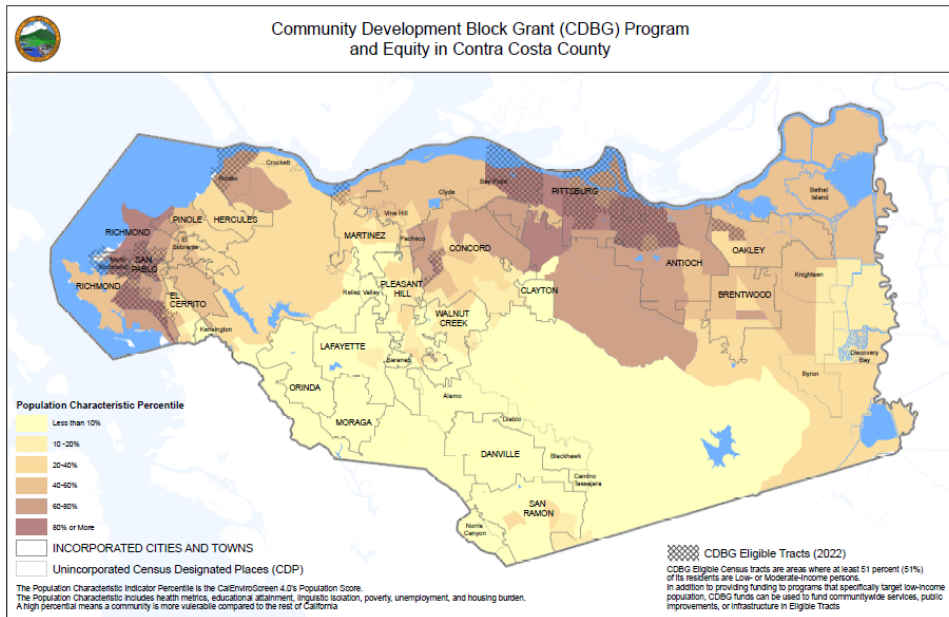 Community Development Block Grant (CDBG) Program
and Equity in Contra Costa County
Crockett
Rodeo
Bay Point
Clyde
PITTSBURG
Bethel
Island
RICHMOND
PINOLE
HERCULES
Vine Hill
MARTINEZ
El
Sobrante
Pacheco
CONCORD
ANTIOCH
OAKLEY
North
Richmond
SAN
PABLO
Knightsen
RICHMOND
Reliez Valley
PLEASANT
HILL
CLAYTON
BRENTWOOD
EL
CERRITO
WALNUT
CREEK
Kensington
LAFAYETTE
Saranap
Discovery
Bay
Byron
ORINDA
Alamo
MORAGA
Diablo
DANVILLE
Blackhawk
Camino
Tassajara
SAN
RAMON
Norris
Canyon
Population Characteristic Percentile
Less than 10%
10 -20%
20-40%
40-60%
60-80%
80% or More
INCORPORATED CITIES AND TOWNS
Unincorporated Census Designated Places (CDP)
The Population Characteristic Indicator Percentile is the CalEnviroScreen 4.0's Population Score.
The Population Characteristic includes health metrics, educational attainment, linguistic isolation, poverty, unemployment, and housing burden.
A high percential means a community is more vulerable compared to the rest of California
CDBG Eligible Tracts (2022)
CDBG Eligible Census tracts are areas where at least 51 percent (51%)
of its residents are Low- or Moderate-Income persons.
In addition to providing funding to programs that specifically target low-income
population, CDBG funds can be used to fund communitywide services, public
improvements, or infrastructure in Eligible Tracts